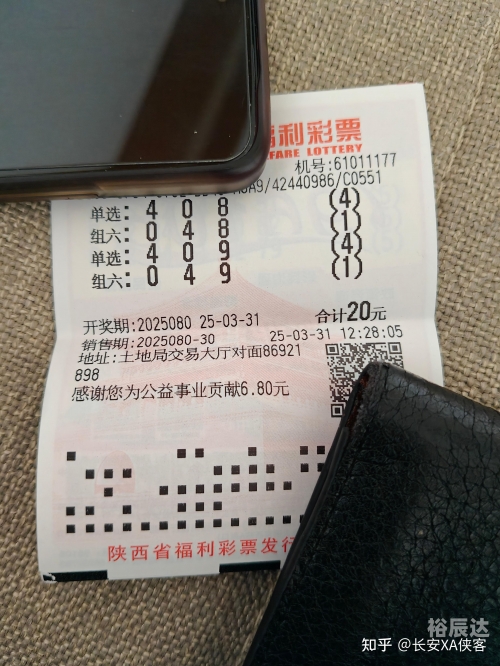 利彩票
FARE LOTTERY
机号:61011177
A9/42440986/C0551
单选: 4 0 8 (4)
组六: 0 4 8 (1)
单选: 4 0 9 (4)
组六: 0 4 9 (1)
开奖期:2025080 25-03-31 合计20元
销售期:2025080-30 25-03-31 12:28:05
地址:土地局交易大厅对面86921
898
感谢您为公益事业贡献6.80元
陕西省福利彩票发行
裕辰达
知乎 @长安XA侠客